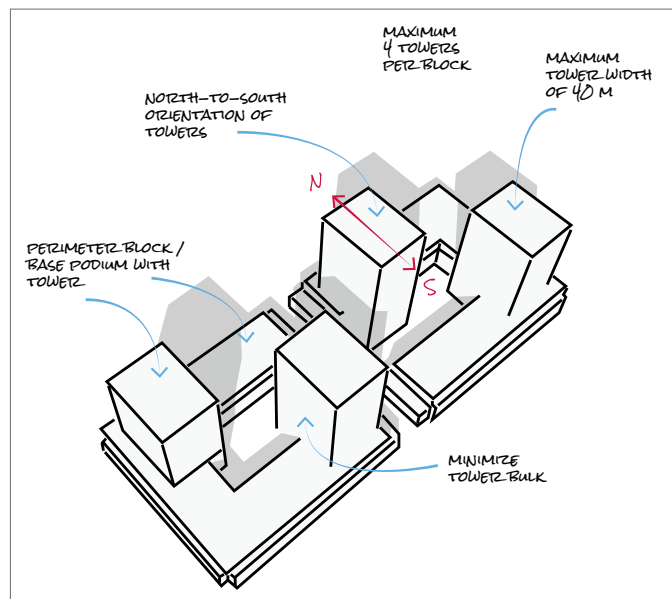 MAXIMUM
4 TOWERS
PER BLOCK
MAXIMUM
TOWER WIDTH
OF 40 M
NORTH-TO-SOUTH
ORIENTATION OF
TOWERS
N
PERIMETER BLOCK /
BASE PODIUM WITH
TOWER
S
MINIMIZE
TOWER BULK